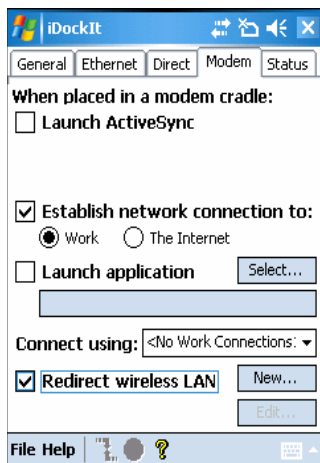 iDockIt
General Ethernet Direct Modem Status
When placed in a modem cradle:
Launch ActiveSync
Establish network connection to:
Work The Internet
Launch application Select...
Connect using: <No Work Connections:
Redirect wireless LAN New...
Edit...
File Help ?